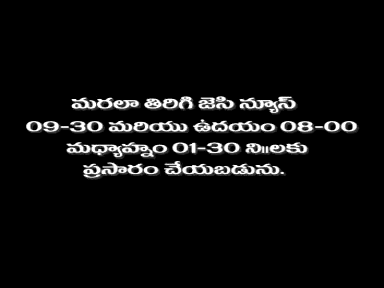 మరలా తిరిగి జెసి న్యూస్
09-30 మరియు ఉదయం 08-00
మధ్యాహ్నం 01-30 ని॥లకు
ప్రసారం చేయబడును.